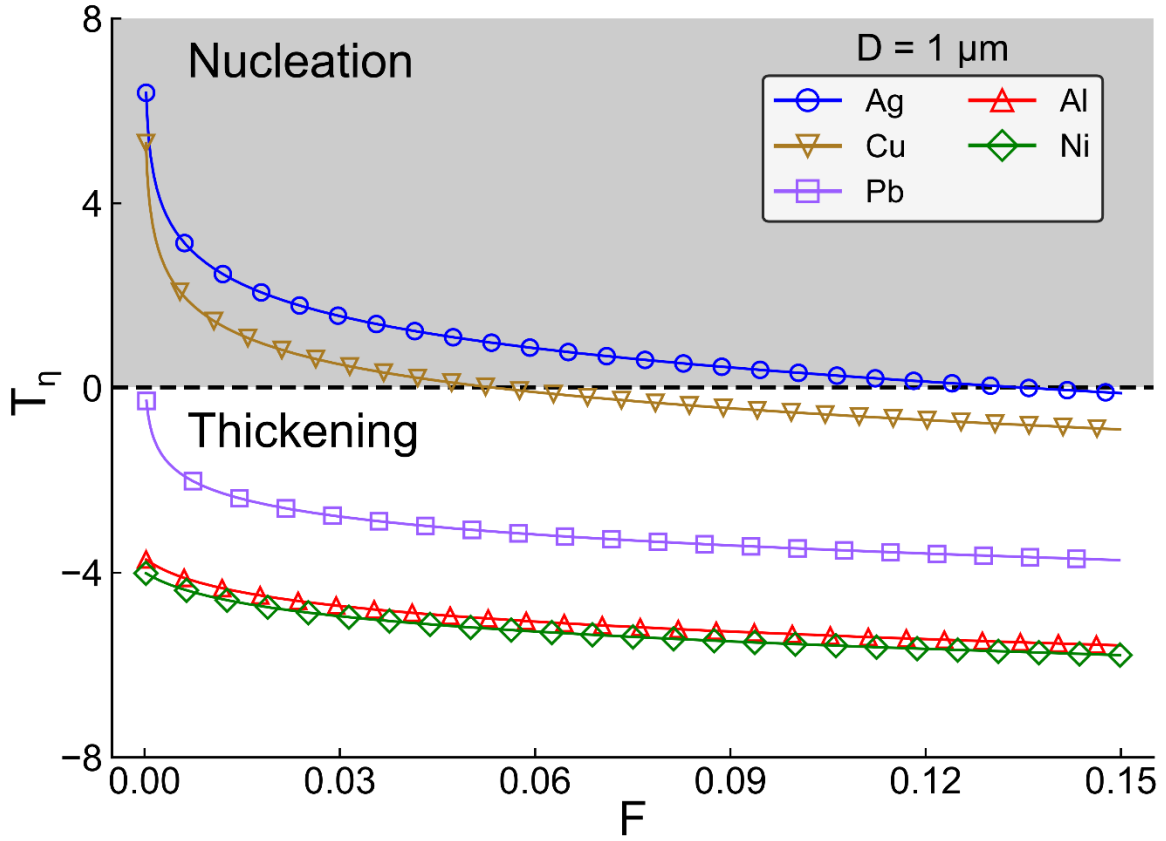 8
Nucleation
D = 1 μm
Ag
Al
Cu
Ni
Pb
4
0
Thickening
−4
−8
Tη
0.00
0.03
0.06
0.09
0.12
0.15
F